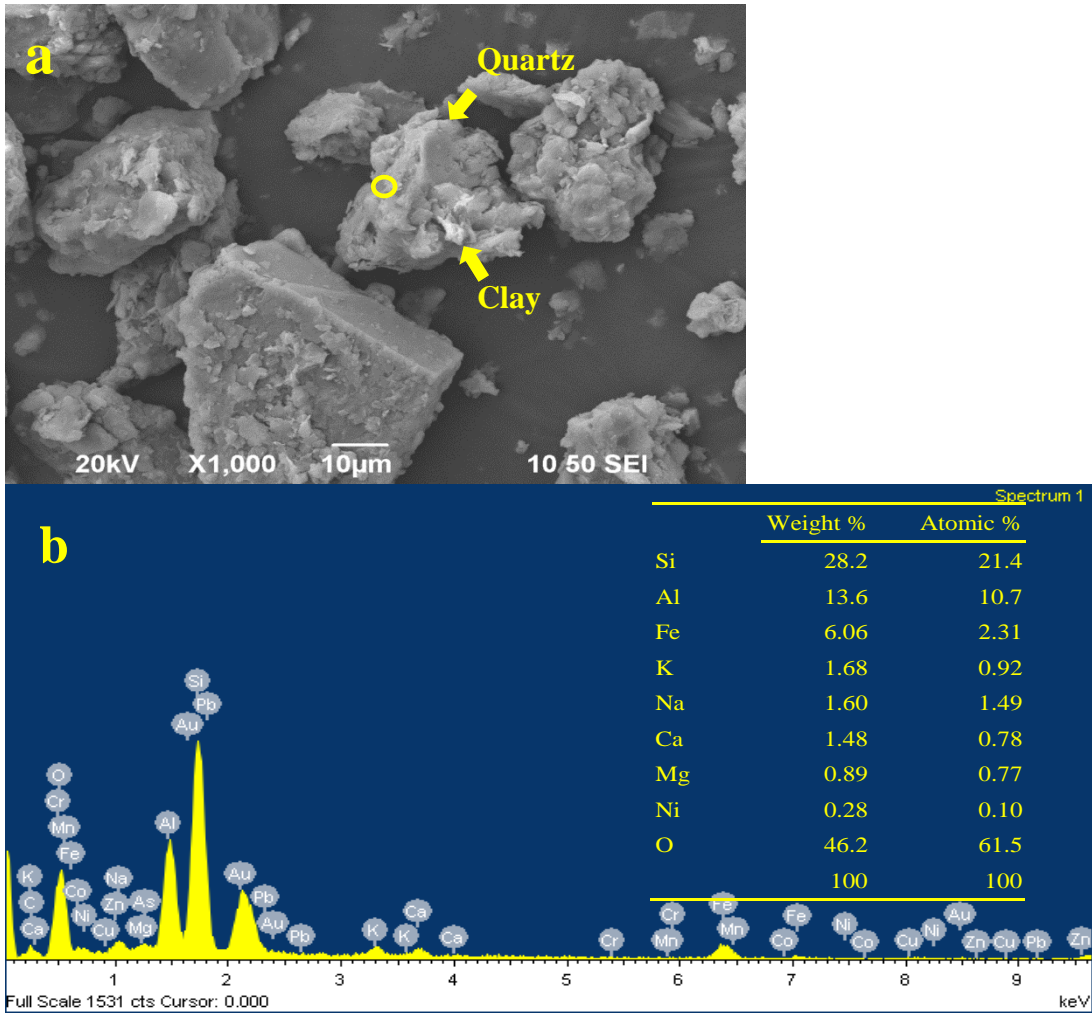 a
Quartz
Clay
20kV X1,000 10µm 10 50 SEI
Spectrum 1
b
Weight % Atomic %
Si 28.2 21.4
Al 13.6 10.7
Fe 6.06 2.31
K 1.68 0.92
Na 1.60 1.49
Ca 1.48 0.78
Mg 0.89 0.77
Ni 0.28 0.10
O 46.2 61.5
100 100
K
C
Ca
O
Cr
Mn
Fe
Co
Ni
Cu
Na
Zn
Mg
As
Al
Si
Pb
Au
Au
Pb
Au
Pb
K
K
Ca
Ca
Cr
Cr
Mn
Fe
Mn
Co
Fe
Ni
Co
Cu
Ni
Au
Zn
Cu
Pb
Zn
1 2 3 4 5 6 7 8 9
Full Scale 1531 cts Cursor: 0.000 keV